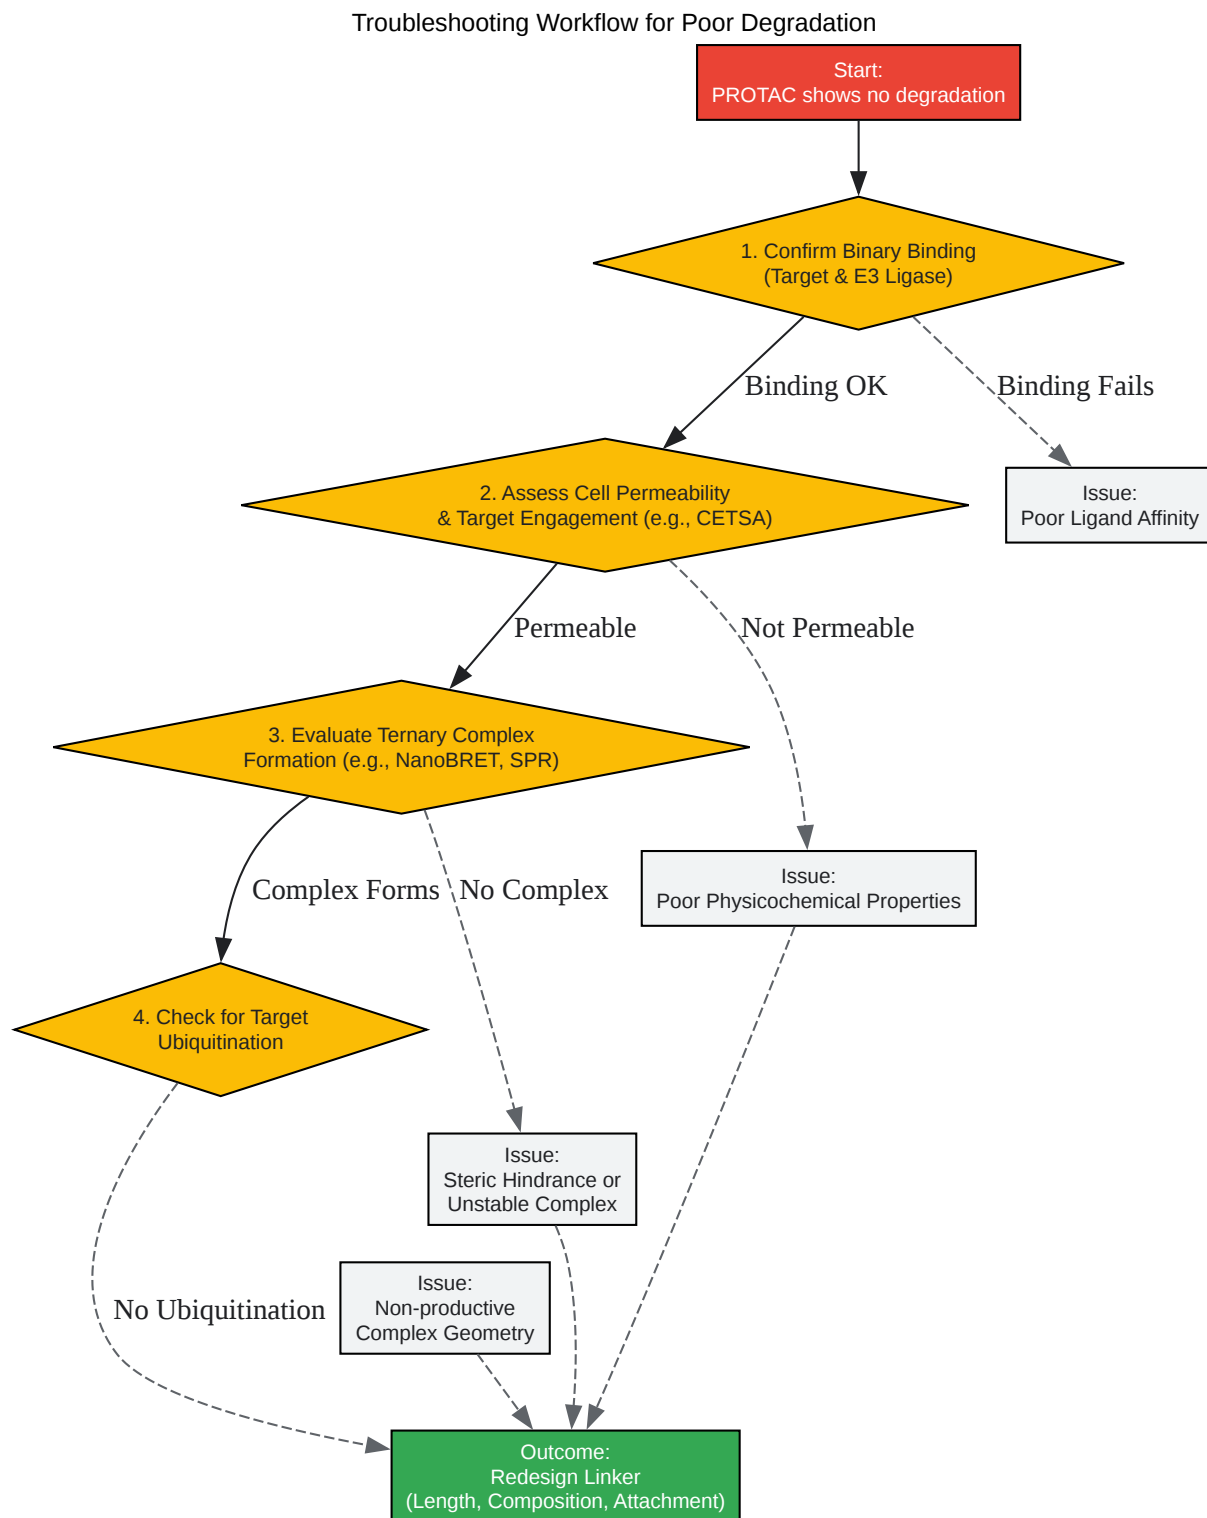 Troubleshooting Workflow for Poor Degradation
Start:
PROTAC shows no degradation
1. Confirm Binary Binding
(Target & E3 Ligase)
Binding OK
Binding Fails
2. Assess Cell Permeability
& Target Engagement (e.g., CETSA)
Issue:
Poor Ligand Affinity
Permeable
Not Permeable
3. Evaluate Ternary Complex
Formation (e.g., NanoBRET, SPR)
Complex Forms
No Complex
Issue:
Poor Physicochemical Properties
4. Check for Target
Ubiquitination
Issue:
Steric Hindrance or
Unstable Complex
No Ubiquitination
Issue:
Non-productive
Complex Geometry
Outcome:
Redesign Linker
(Length, Composition, Attachment)